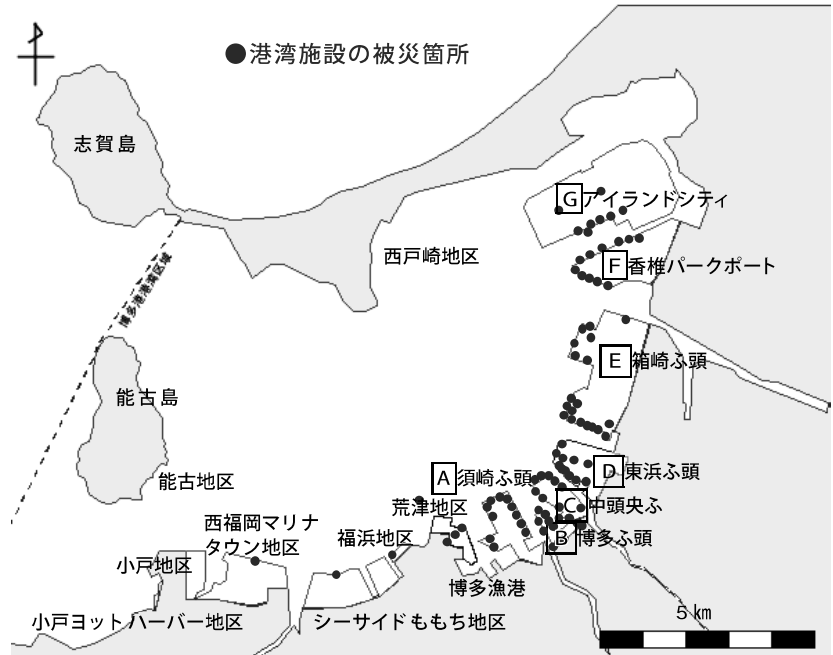 ●港湾施設の被災箇所
志賀島
G アイランドシティ
西戸崎地区
F 香椎パークポート
博多港港湾区域
E 箱崎ふ頭
能古島
A 須崎ふ頭
D 東浜ふ頭
能古地区
荒津地区
C 中頭央ふ
西福岡マリナ
タウン地区
福浜地区
B 博多ふ頭
小戸地区
博多漁港
小戸ヨットハーバー地区
シーサイドももち地区
5㎞